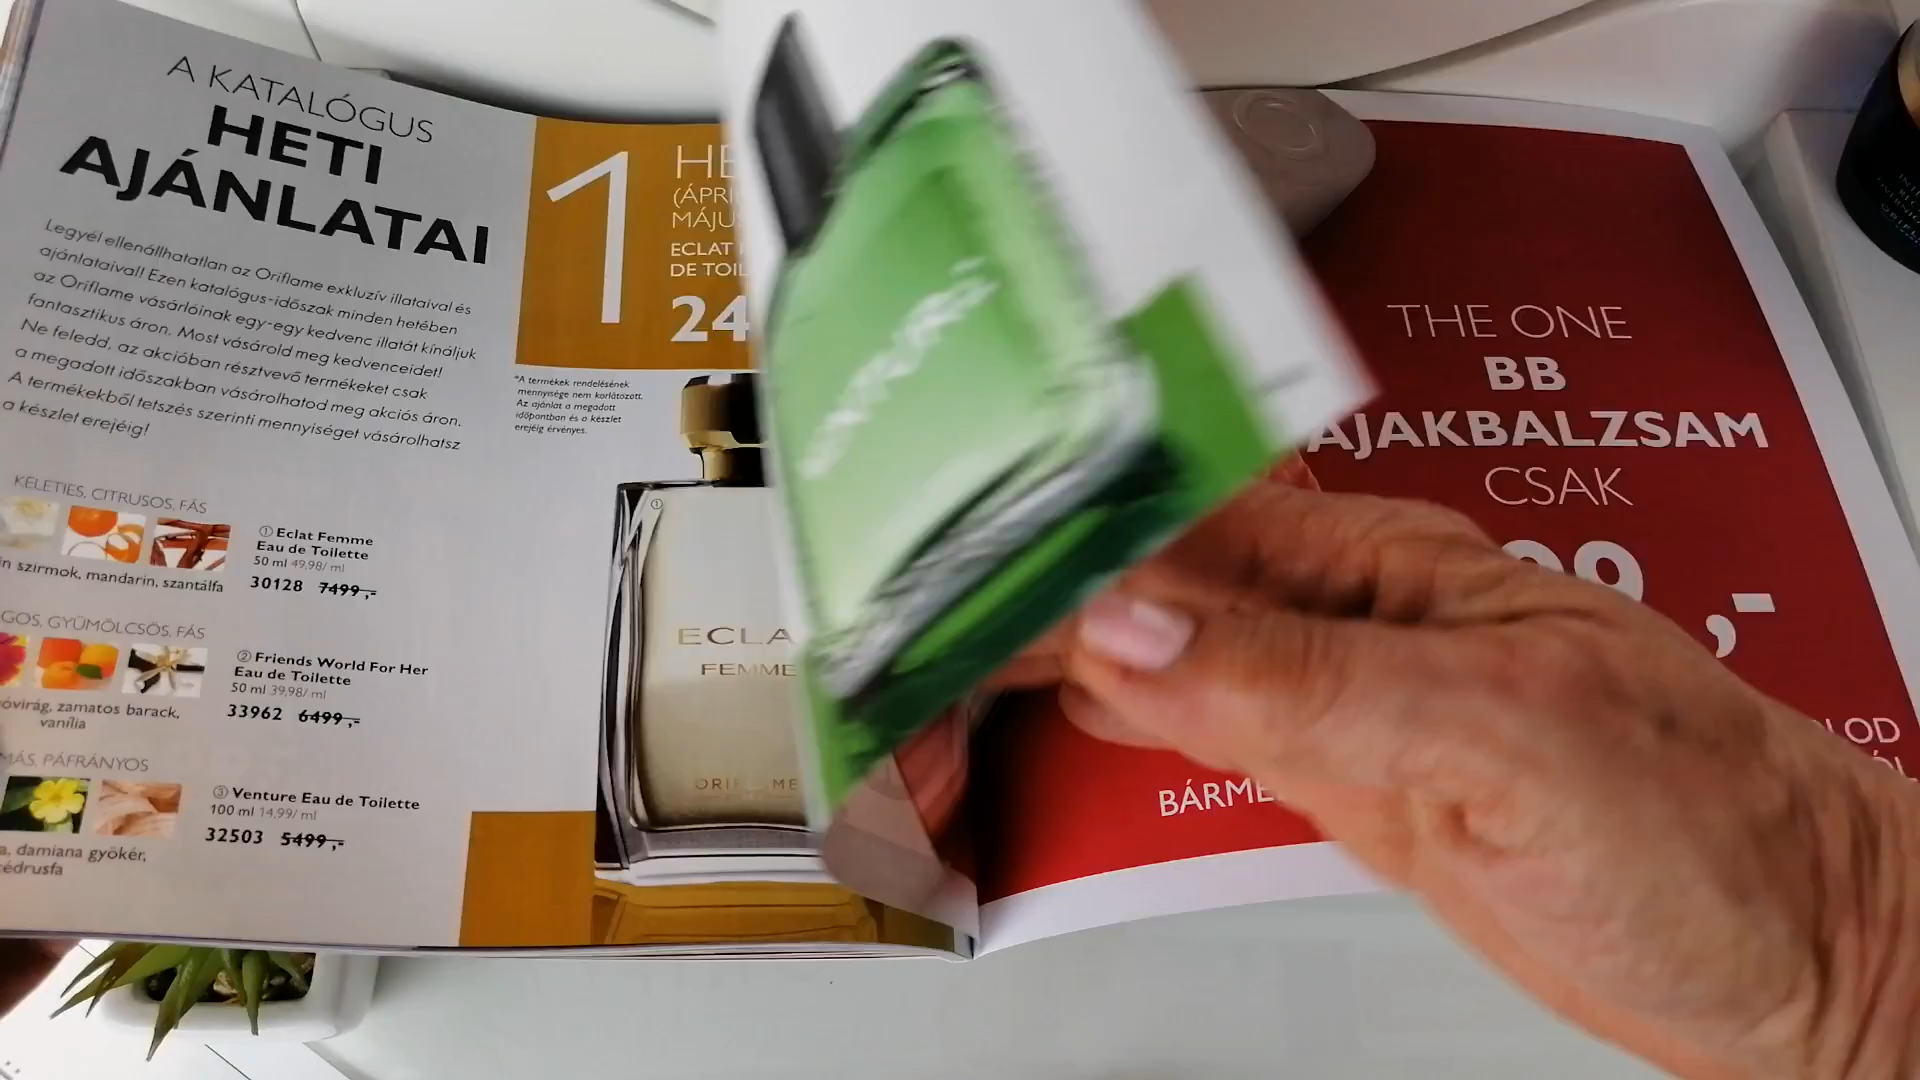 A KATALÓGUS
HETI
AJÁNLATAI
Legyél ellenállhatatlan az Oriflame exkluzív illataival és
ajánlataival! Ezen katalógus-időszak minden hetében
az Oriflame vásárlóinak egy-egy kedvenc illatát kínáljuk
fantasztikus áron. Most vásárold meg kedvenceidet!
Ne feledd, az akcióban résztvevő termékeket csak
a megadott időszakban vásárolhatod meg akciós áron.
A termékekből tetszés szerinti mennyiséget vásárolhatsz
a készlet erejéig!
KELETIES, CITRUSOS, FÁS
szirmok, mandarin, szantálfa
① Eclat Femme
Eau de Toilette
50 ml 49,98/ ml
30128 7499,-
GYÜMÖLCSÖS, FÁS
zamatos barack,
vanília
② Friends World For Her
Eau de Toilette
50 ml 39,98/ ml
33962 6499,-
PÁFRÁNYOS
damiana gyökér,
③ Venture Eau de Toilette
100 ml 14,99/ ml
32503 5499,-
1
ECLAT
24
*A termékek rendelésének
mennyisége nem korlátozott.
Az ajánlat a megadott
időpontban és a készlet
erejéig érvényes.
①
FEMME
THE ONE
BB
AJAKBALZSAM
CSAK
,-